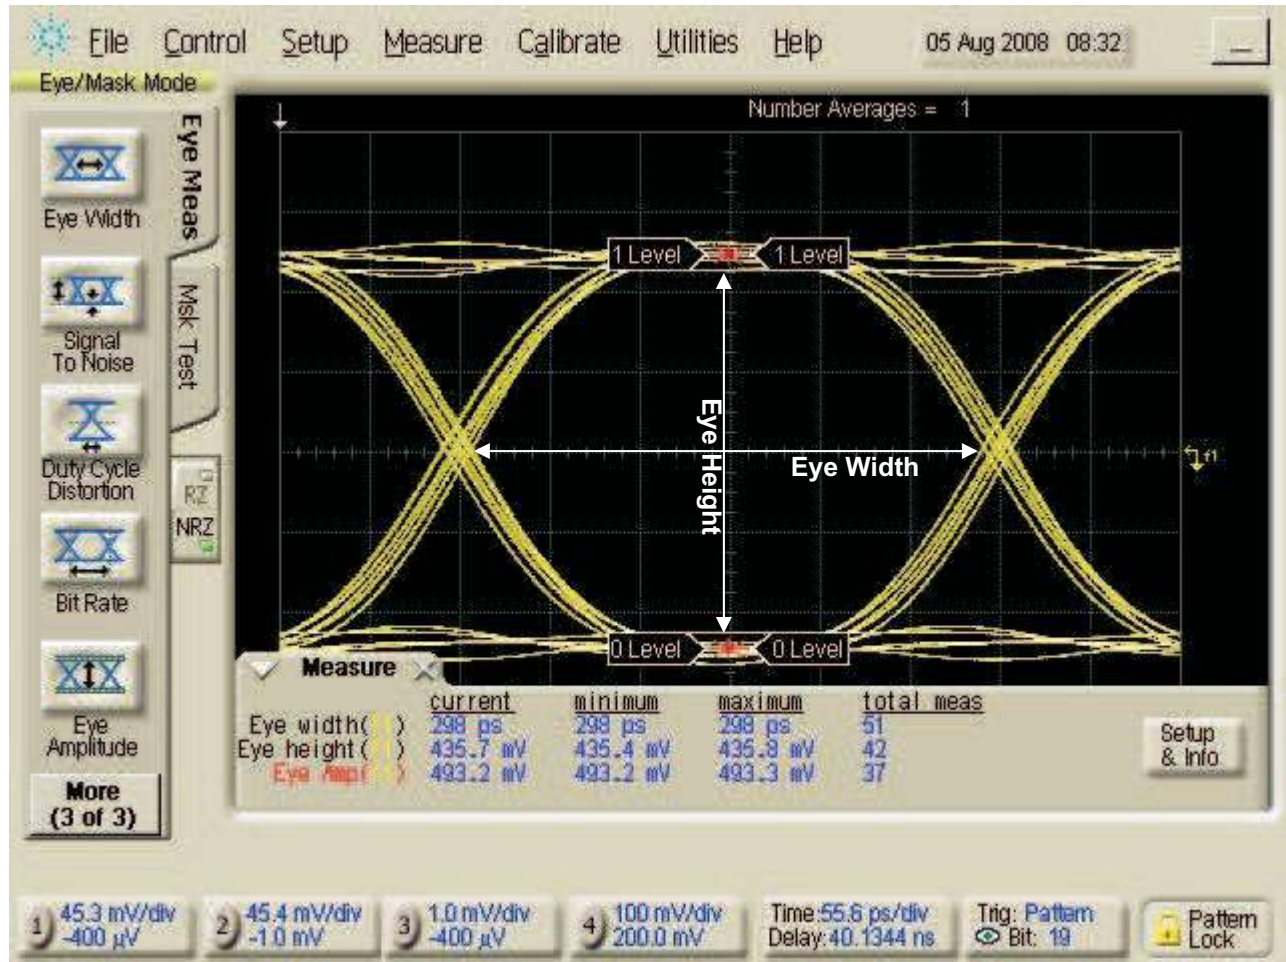 File Control Setup Measure Calibrate Utilities Help 05 Aug 2008 08:32
Eye/Mask Mode
Number Averages = 1
Eye Meas
Msk Test
Eye Width
Signal
To Noise
Duty Cycle
Distortion
RZ
NRZ
Bit Rate
Eye
Amplitude
More
(3 of 3)
1 Level 1 Level
Eye Height
Eye Width
f1
0 Level 0 Level
Measure
current minimum maximum total meas
Eye width( ) 298 ps 298 ps 298 ps 51
Eye height( ) 435.7 mV 435.4 mV 435.8 mV 42
Eye Amp( ) 493.2 mV 493.2 mV 493.3 mV 37
Setup
& Info
1 45.3 mV/div
-400 µV
2 45.4 mV/div
-1.0 mV
3 1.0 mV/div
-400 µV
4 100 mV/div
200.0 mV
Time:55.6 ps/div
Delay:40.1344 ns
Trig: Pattern
Bit: 19
Pattern
Lock